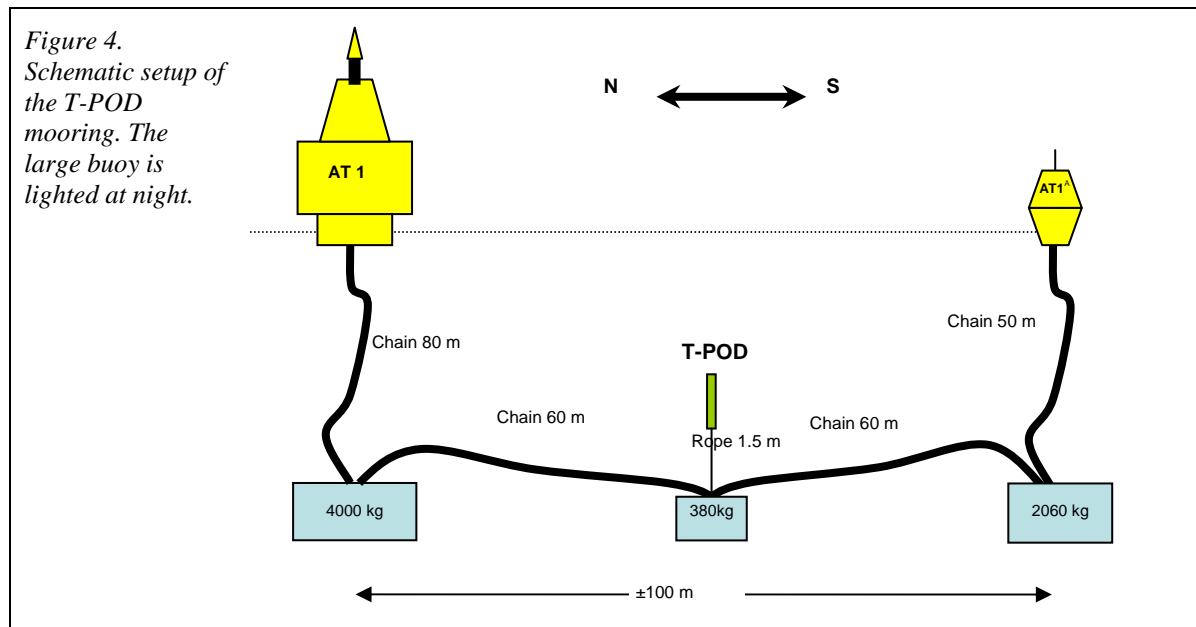 Figure 4.
Schematic setup of
the T-POD
mooring. The
large buoy is
lighted at night.
N
S
AT 1
AT1ᴬ
Chain 80 m
Chain 50 m
T-POD
Chain 60 m
Rope 1.5 m
Chain 60 m
4000 kg
380kg
2060 kg
±100 m